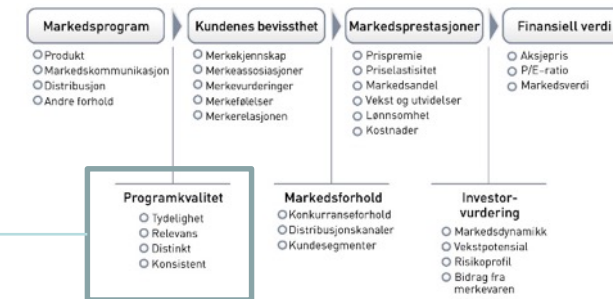 Markedsprogram
Produkt
Markedskommunikasjon
Distribusjon
Andre forhold
Kundenes bevissthet
Merkekjennskap
Merkeassosiasjoner
Merkevurderinger
Merkefølelser
Merkerelasjonen
Markedsprestasjoner
Prispremie
Priselastisitet
Markedsandel
Vekst og utvidelser
Lønnsomhet
Kostnader
Finansiell verdi
Aksjepris
P/E-ratio
Markedsverdi
Programkvalitet
Tydelighet
Relevans
Distinkt
Konsistent
Markedsforhold
Konkurranseforhold
Distribusjonskanaler
Kundesegmenter
Investor-
vurdering
Markedsdynamikk
Vekstpotensial
Risikoprofil
Bidrag fra
merkevaren